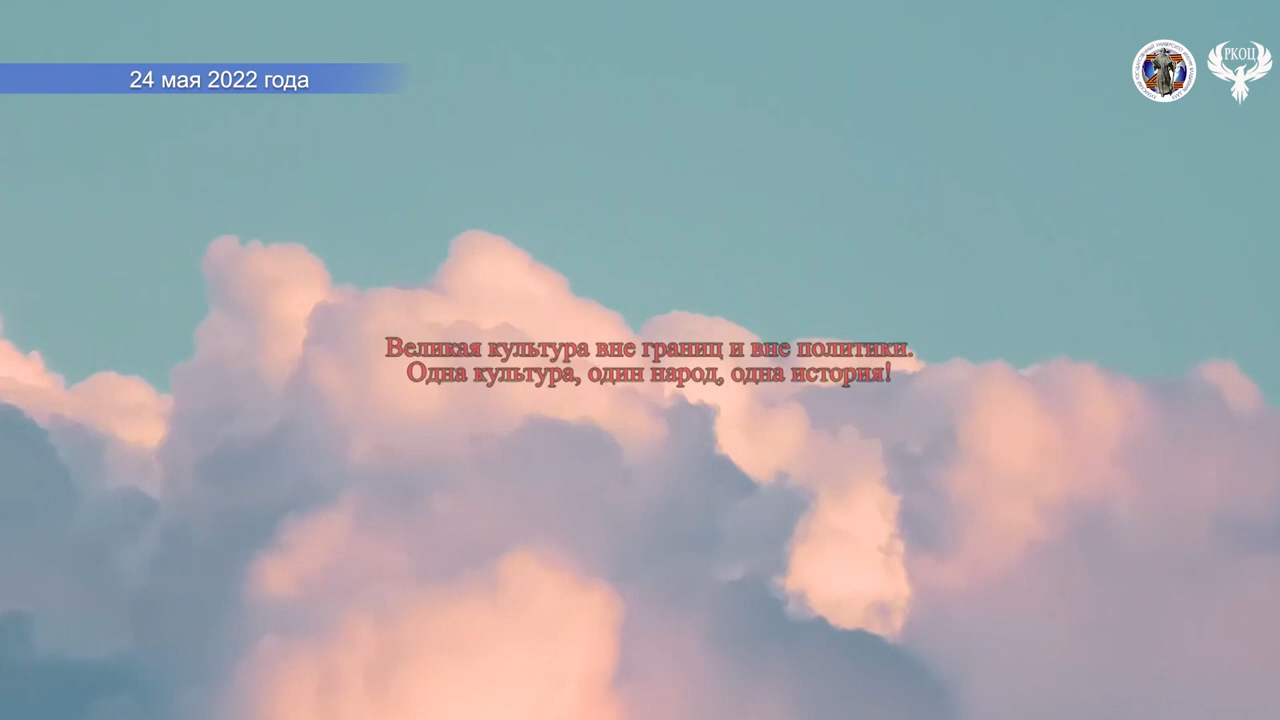 24 мая 2022 года
РКОЦ
Великая культура вне границ и вне политики.
Одна культура, один народ, одна история!